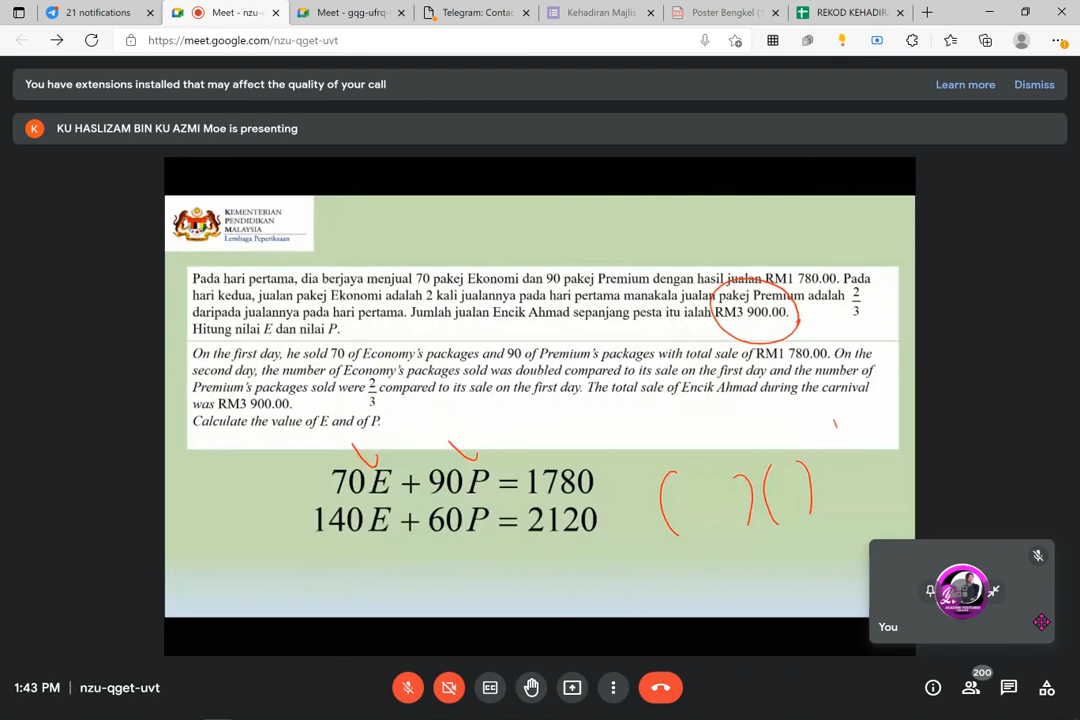 21 notifications
Meet - nzu-
Meet - gqg-ufrq
Telegram: Contac
Kehadiran Majlis
Poster Bengkel (
REKOD KEHADIRA
https://meet.google.com/nzu-qget-uvt
You have extensions installed that may affect the quality of your call
Learn more
Dismiss
K
KU HASLIZAM BIN KU AZMI Moe is presenting
KEMENTERIAN
PENDIDIKAN
MALAYSIA
Lembaga Peperiksaan
Pada hari pertama, dia berjaya menjual 70 pakej Ekonomi dan 90 pakej Premium dengan hasil jualan RM1 780.00. Pada
hari kedua, jualan pakej Ekonomi adalah 2 kali jualannya pada hari pertama manakala jualan pakej Premium adalah 2/3
daripada jualannya pada hari pertama. Jumlah jualan Encik Ahmad sepanjang pesta itu ialah RM3 900.00.
Hitung nilai E dan nilai P.
On the first day, he sold 70 of Economy's packages and 90 of Premium's packages with total sale of RM1 780.00. On the
second day, the number of Economy's packages sold was doubled compared to its sale on the first day and the number of
Premium's packages sold were 2/3 compared to its sale on the first day. The total sale of Encik Ahmad during the carnival
was RM3 900.00.
Calculate the value of E and of P.
70E + 90P = 1780
140E + 60P = 2120
( )( )
You
1:43 PM
nzu-qget-uvt
200